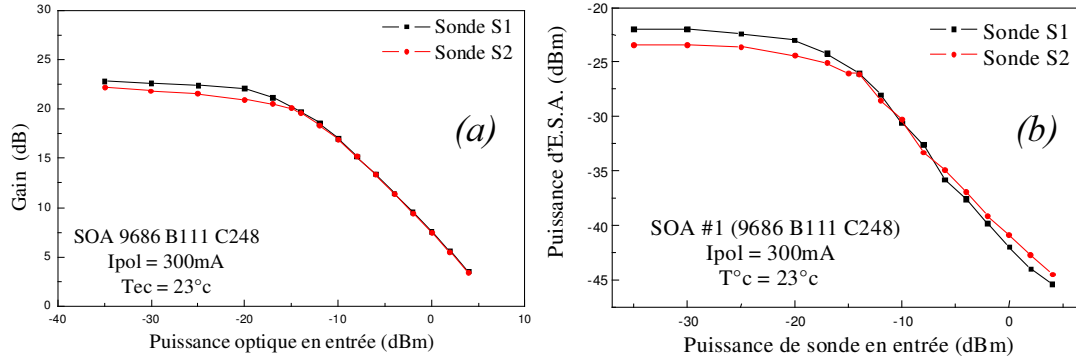 Sonde S1
Sonde S2
(a)
Gain (dB)
30
25
20
15
10
5
0
SOA 9686 B111 C248
Ipol = 300mA
Tec = 23°c
-40
-30
-20
-10
0
10
Puissance optique en entrée (dBm)
Sonde S1
Sonde S2
(b)
Puissance d'E.S.A. (dBm)
-20
-25
-30
-35
-40
-45
SOA #1 (9686 B111 C248)
Ipol = 300mA
T°c = 23°c
-30
-20
-10
0
Puissance de sonde en entrée (dBm)